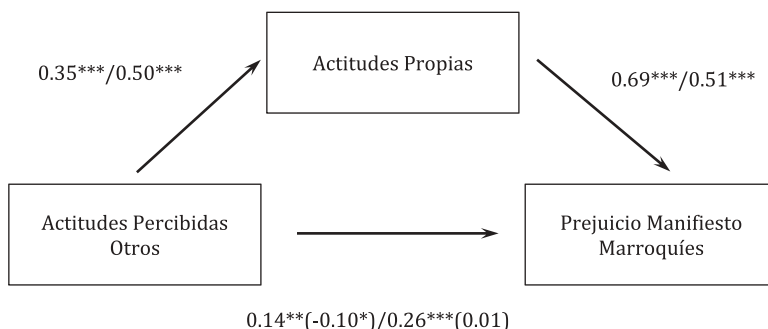 Actitudes Propias
0.35***/0.50***
0.69***/0.51***
Actitudes Percibidas
Otros
Prejuicio Manifiesto
Marroquíes
0.14**(-0.10*)/0.26***(0.01)